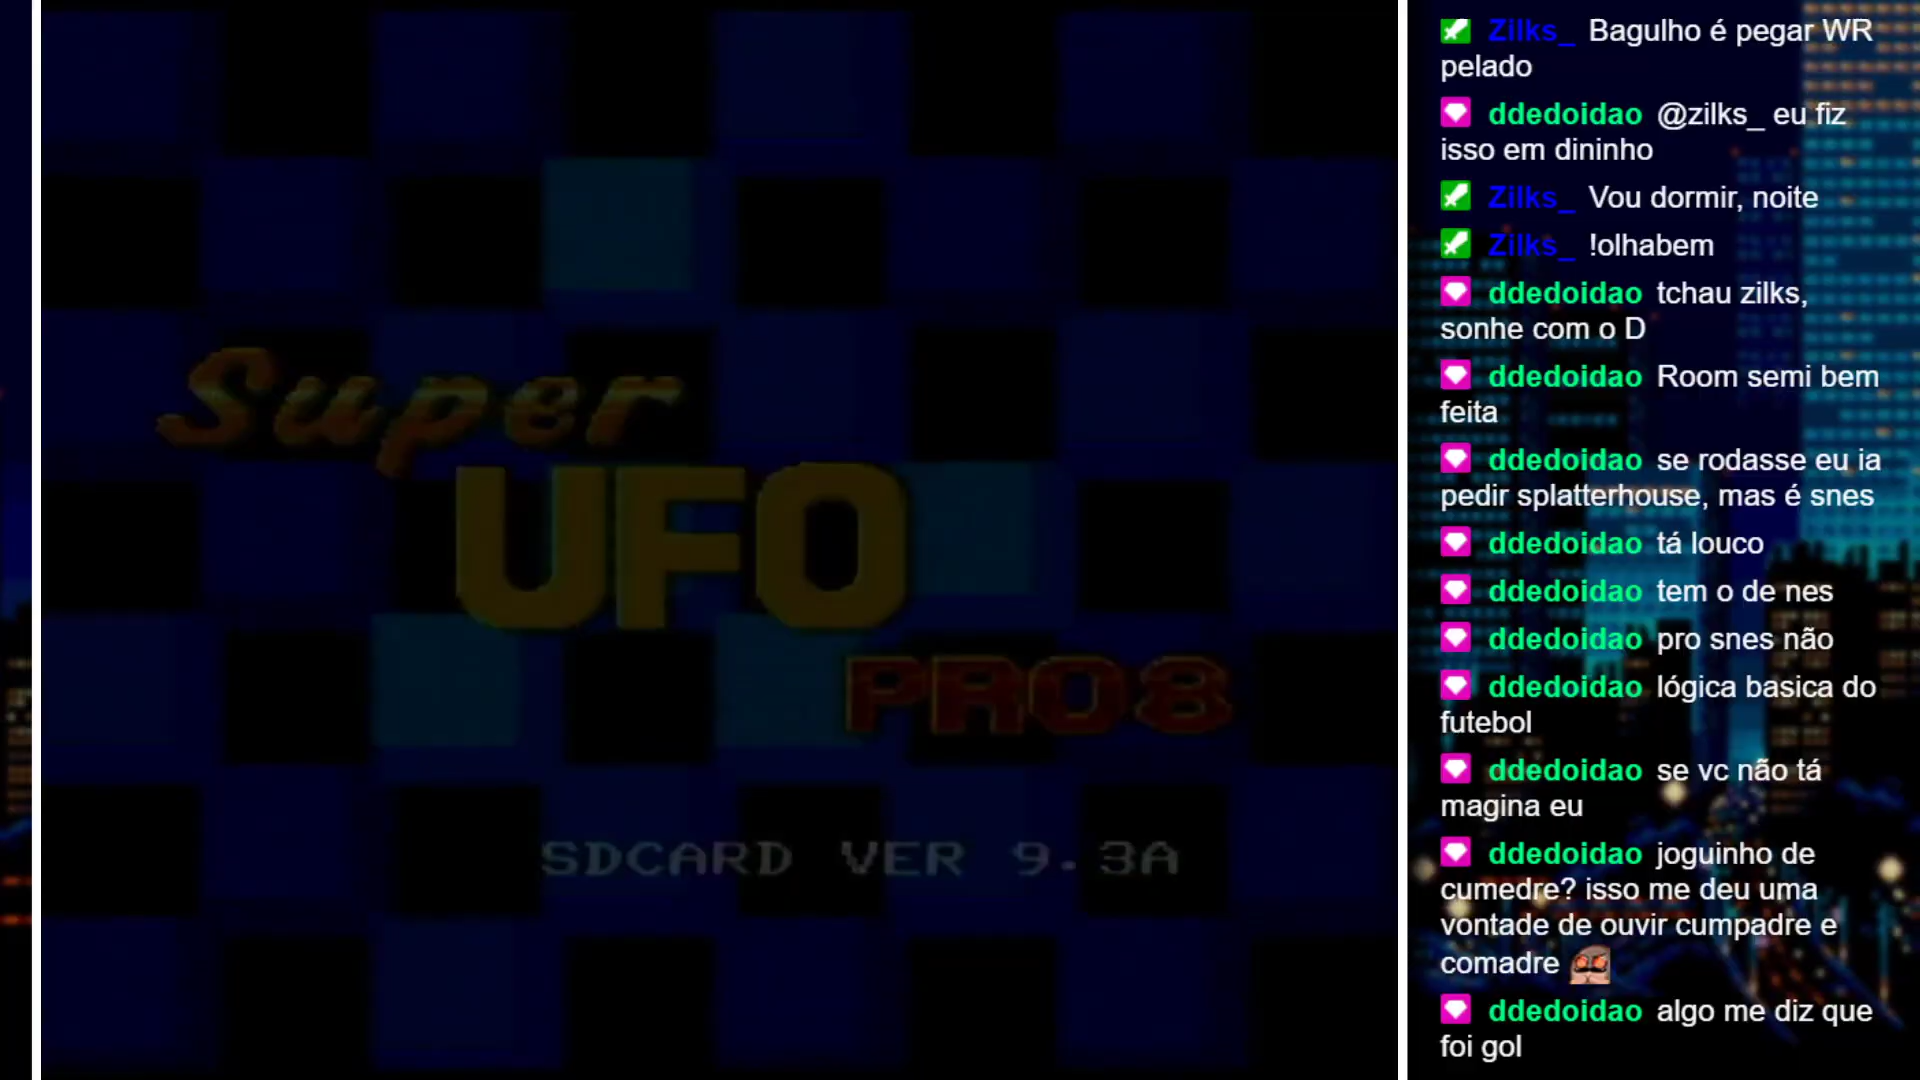 Super
UFO
PRO8
SDCARD VER 9.3A
Zilks_ Bagulho é pegar WR
pelado
ddedoidao @zilks_ eu fiz
isso em dininho
Zilks_ Vou dormir, noite
Zilks_ !olhabem
ddedoidao tchau zilks,
sonhe com o D
ddedoidao Room semi bem
feita
ddedoidao se rodasse eu ia
pedir splatterhouse, mas é snes
ddedoidao tá louco
ddedoidao tem o de nes
ddedoidao pro snes não
ddedoidao lógica basica do
futebol
ddedoidao se vc não tá
magina eu
ddedoidao joguinho de
cumedre? isso me deu uma
vontade de ouvir cumpadre e
comadre
ddedoidao algo me diz que
foi gol